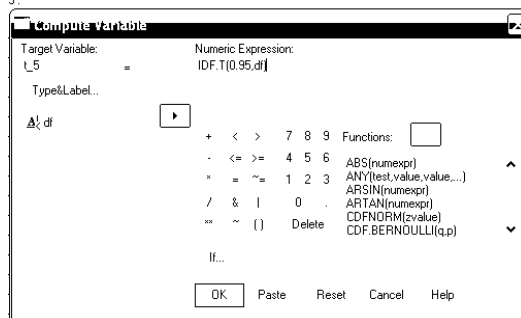 Compute Variable
Target Variable:
t_5
=
Numeric Expression:
IDF.T(0.95,df)
Type&Label...
df
+ < > 7 8 9
- <= >= 4 5 6
* = ~= 1 2 3
/ & | 0 .
** ~ ( ) Delete
Functions:
ABS(numexpr)
ANY(test,value,value,...)
ARSIN(numexpr)
ARTAN(numexpr)
CDFNORM(zvalue)
CDF.BERNOULLI(q,p)
If...
OK Paste Reset Cancel Help